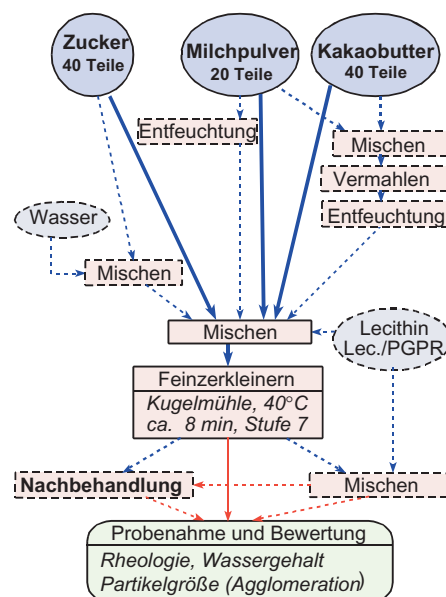 Zucker
40 Teile
Milchpulver
20 Teile
Kakaobutter
40 Teile
Entfeuchtung
Mischen
Vermahlen
Entfeuchtung
Wasser
Mischen
Mischen
Lecithin
Lec./PGPR
Feinzerkleinern
Kugelmühle, 40°C
ca. 8 min, Stufe 7
Nachbehandlung
Mischen
Probenahme und Bewertung
Rheologie, Wassergehalt
Partikelgröße (Agglomeration)